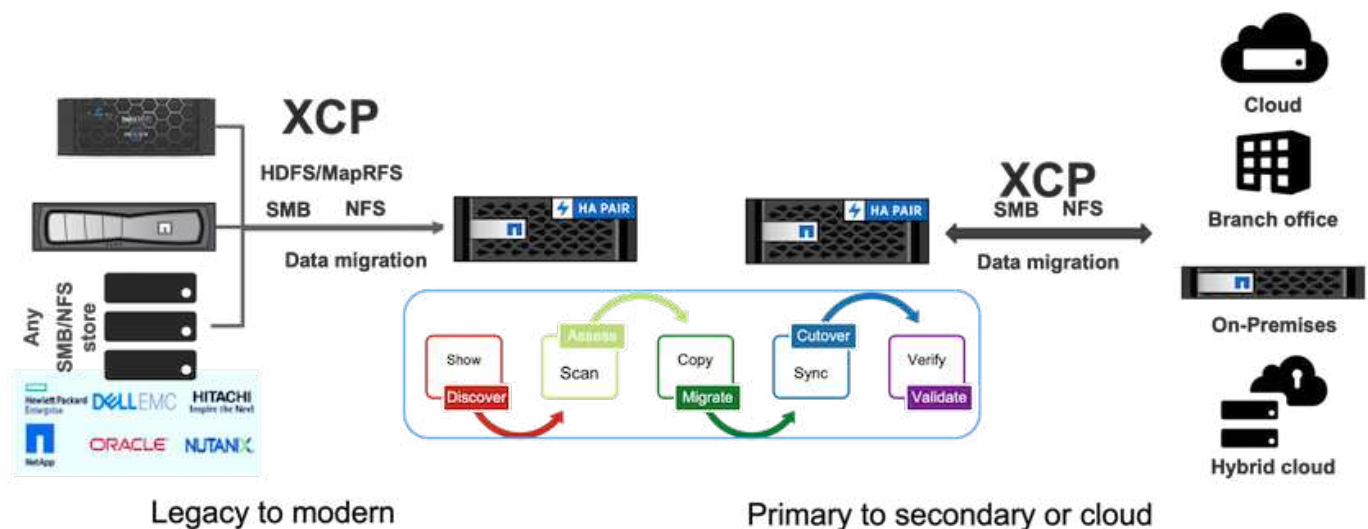 XCP
HDFS/MapRFS
SMB NFS
Data migration
HA PAIR
Any
SMB/NFS
store
Hewlett Packard
Enterprise
DELLEMC
HITACHI
Inspire the Next
NetApp
ORACLE
NUTANIX
Legacy to modern
HA PAIR
XCP
SMB NFS
Data migration
Cloud
Branch office
On-Premises
Hybrid cloud
Show
Discover
Assess
Scan
Copy
Migrate
Cutover
Sync
Verify
Validate
Primary to secondary or cloud